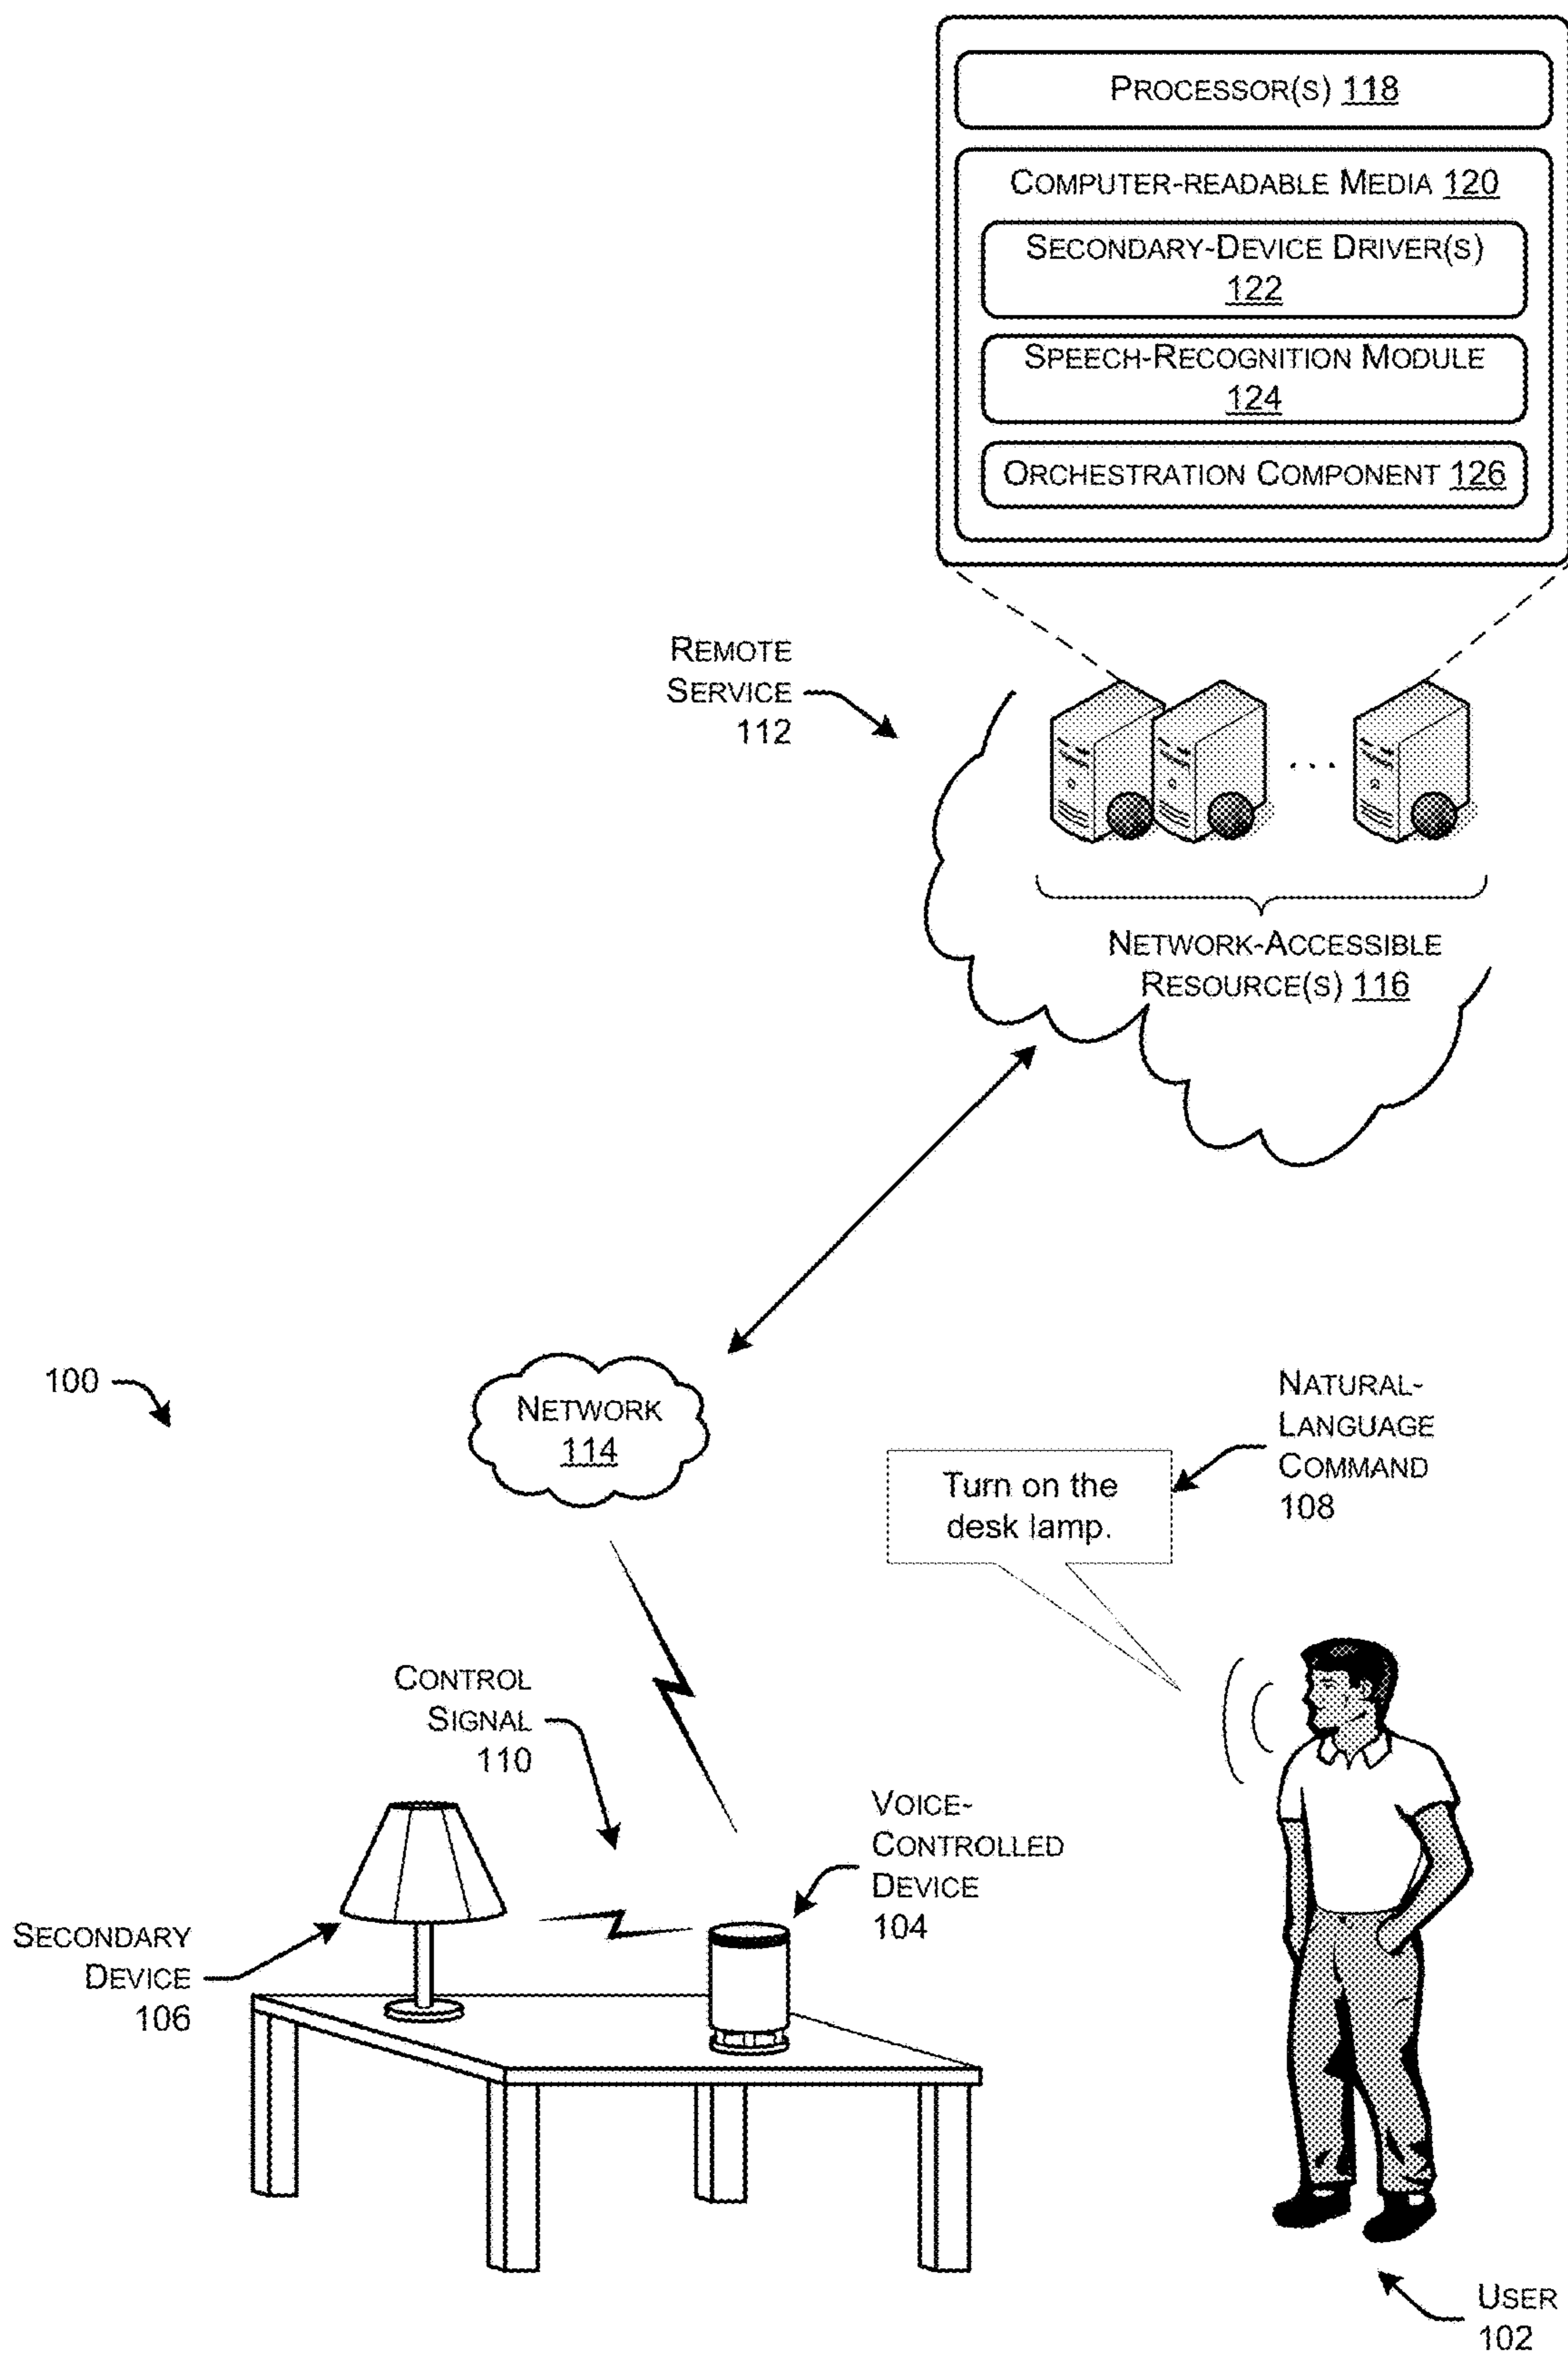 PROCESSOR(S) 118
COMPUTER-READABLE MEDIA 120
SECONDARY-DEVICE DRIVER(S)
122
SPEECH-RECOGNITION MODULE
124
ORCHESTRATION COMPONENT 126
REMOTE
SERVICE
112
...
NETWORK-ACCESSIBLE
RESOURCE(S) 116
100
NETWORK
114
NATURAL-
LANGUAGE
COMMAND
108
Turn on the
desk lamp.
CONTROL
SIGNAL
110
VOICE-
CONTROLLED
DEVICE
104
SECONDARY
DEVICE
106
USER
102